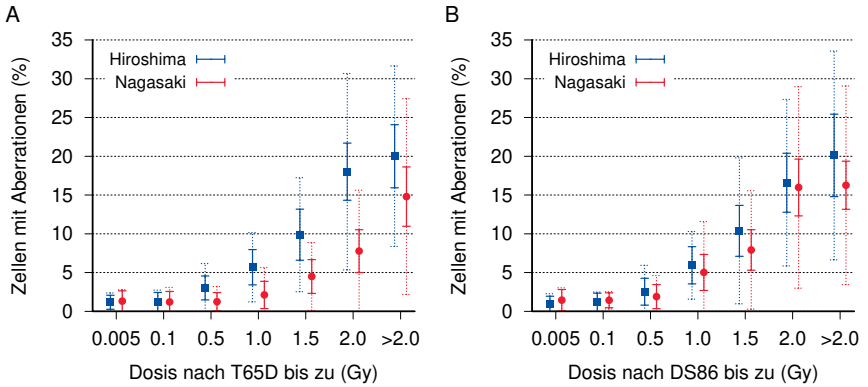 A
Zellen mit Aberrationen (%)
35
30
25
20
15
10
5
0
Hiroshima
Nagasaki
0.005 0.1 0.5 1.0 1.5 2.0 >2.0
Dosis nach T65D bis zu (Gy)
B
Zellen mit Aberrationen (%)
35
30
25
20
15
10
5
0
Hiroshima
Nagasaki
0.005 0.1 0.5 1.0 1.5 2.0 >2.0
Dosis nach DS86 bis zu (Gy)